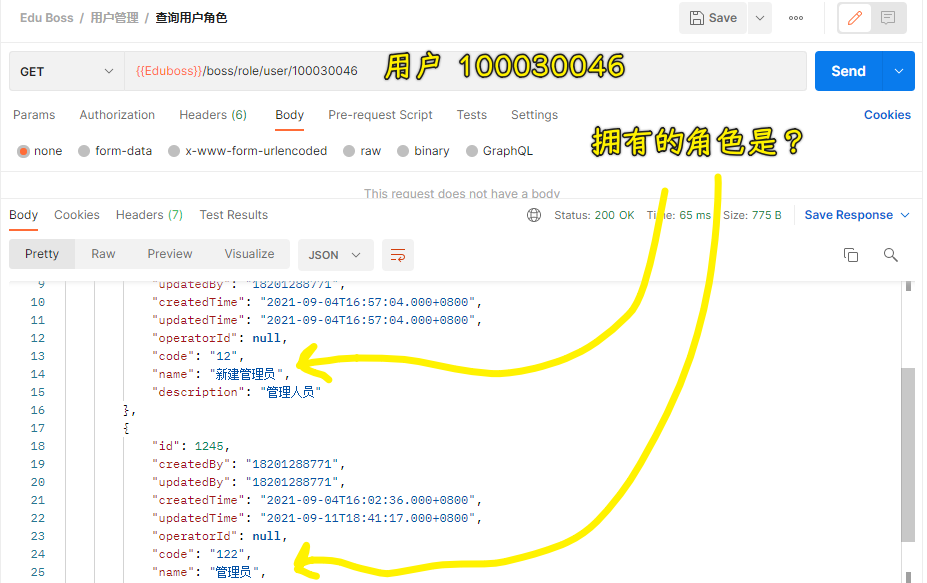 Edu Boss / 用户管理 / 查询用户角色
Save
GET
{{Eduboss}}/boss/role/user/100030046
用户 100030046
Send
Params Authorization Headers (6) Body Pre-request Script Tests Settings Cookies
拥有的角色是？
none form-data x-www-form-urlencoded raw binary GraphQL
This request does not have a body
Body Cookies Headers (7) Test Results
Status: 200 OK Time: 65 ms Size: 775 B Save Response
Pretty Raw Preview Visualize JSON
9 "updatedBy": "18201288771",
10 "createdTime": "2021-09-04T16:57:04.000+0800",
11 "updatedTime": "2021-09-04T16:57:04.000+0800",
12 "operatorId": null,
13 "code": "12",
14 "name": "新建管理员",
15 "description": "管理人员"
16 },
17 {
18 "id": 1245,
19 "createdBy": "18201288771",
20 "updatedBy": "18201288771",
21 "createdTime": "2021-09-04T16:02:36.000+0800",
22 "updatedTime": "2021-09-11T18:41:17.000+0800",
23 "operatorId": null,
24 "code": "122",
25 "name": "管理员",